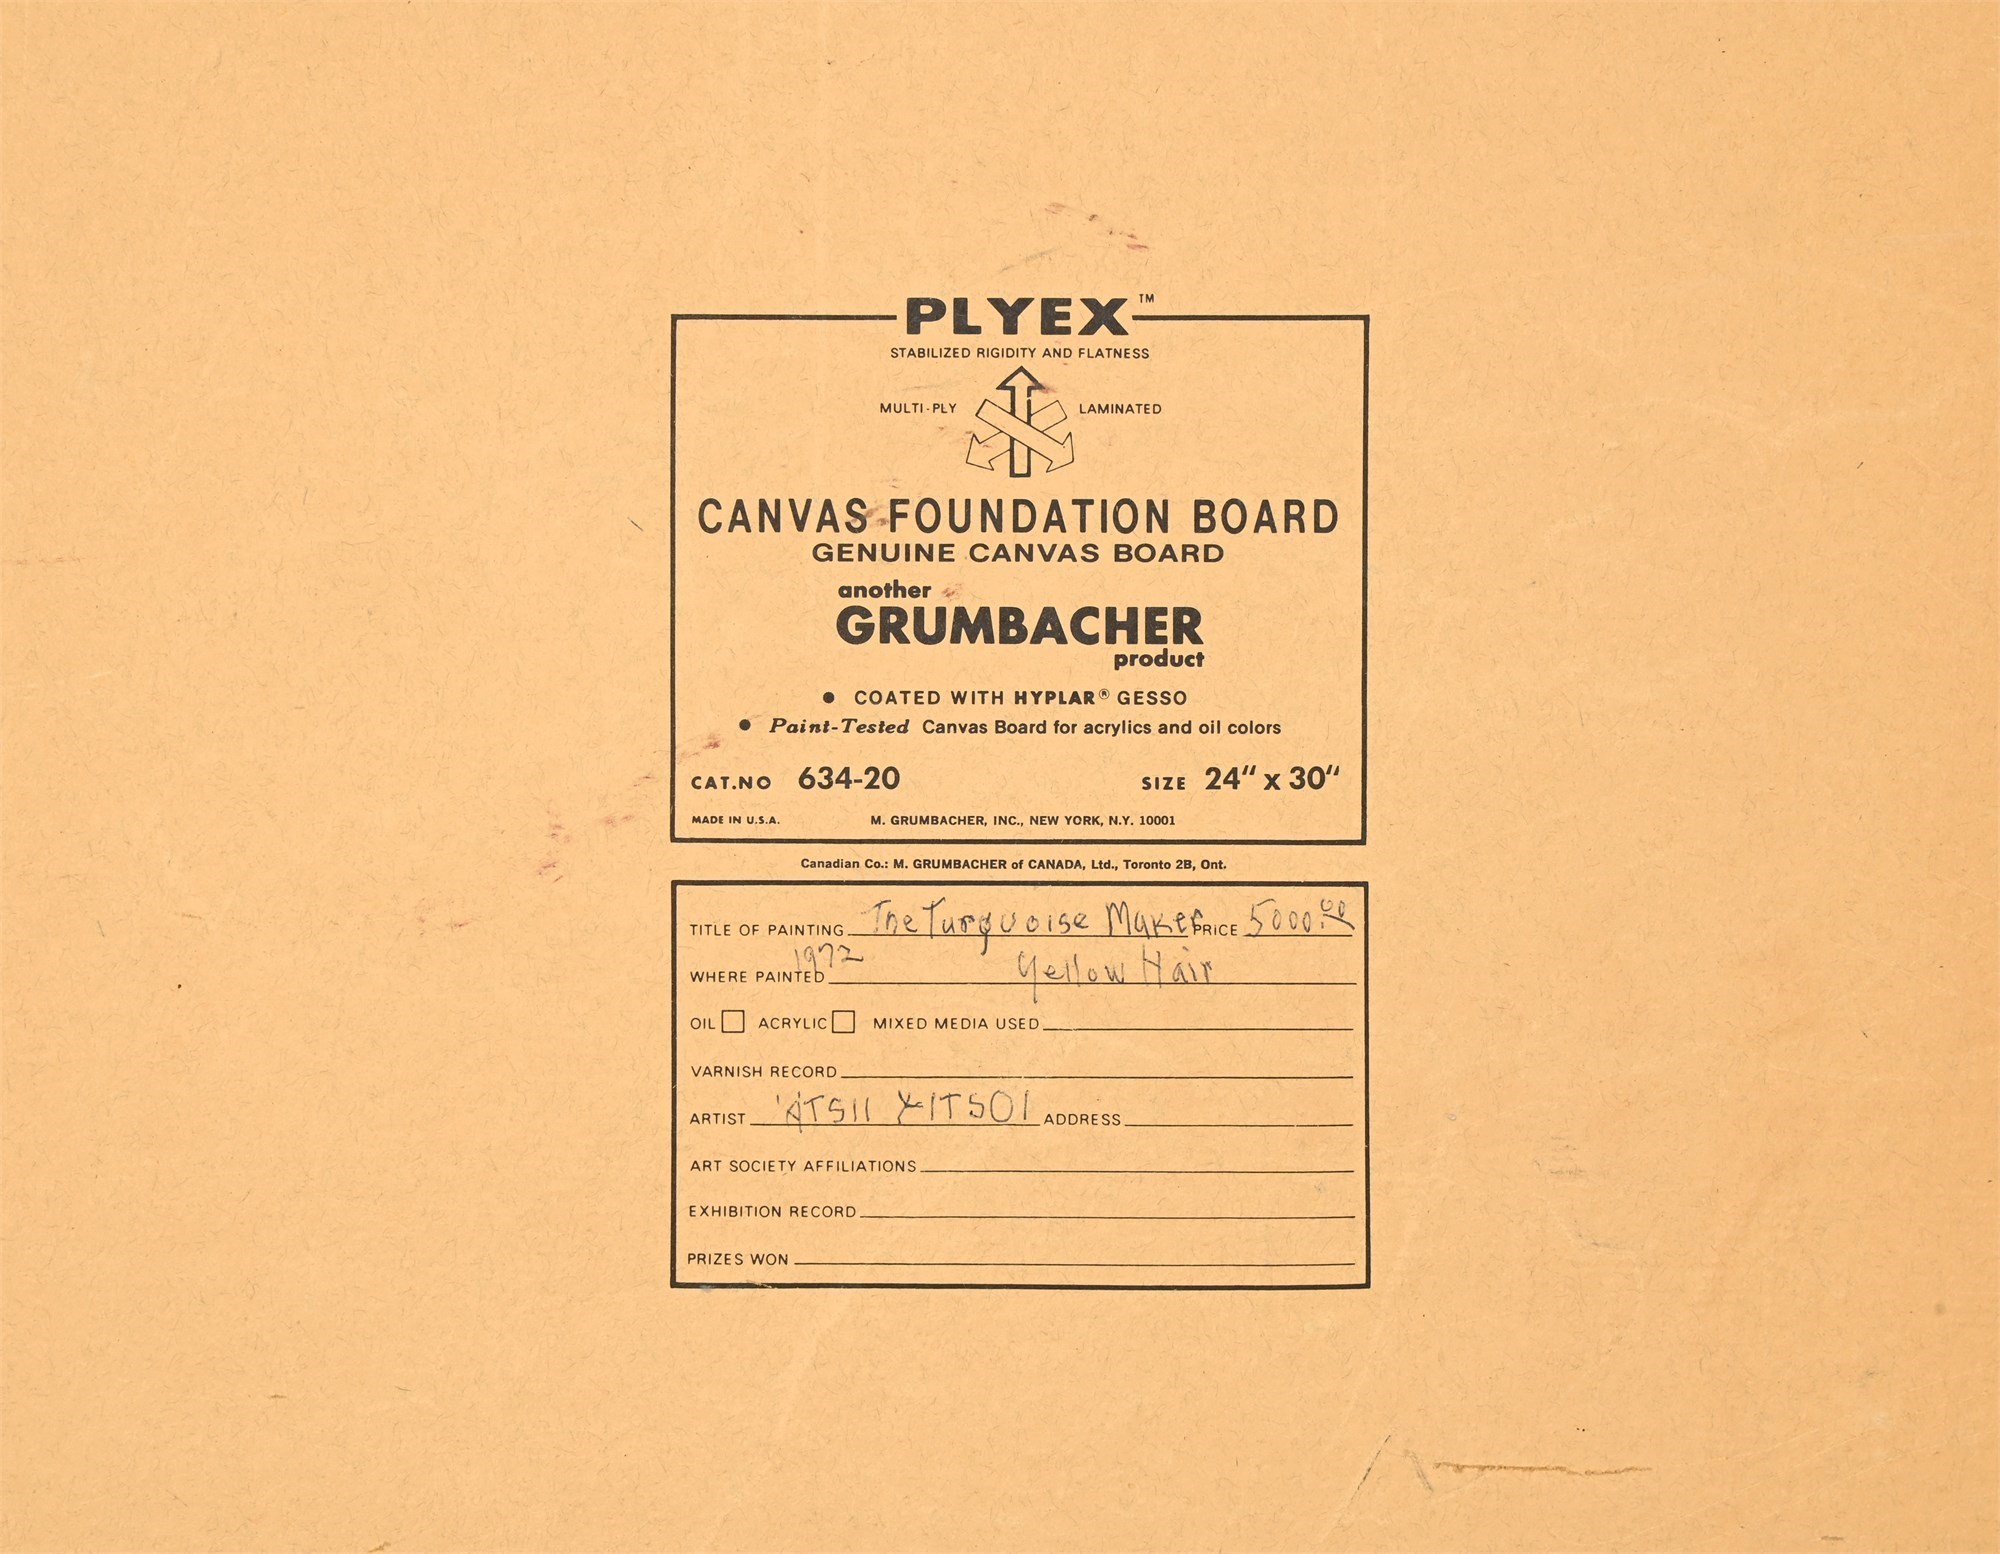 PLYEX™
STABILIZED RIGIDITY AND FLATNESS
MULTI-PLY LAMINATED
CANVAS FOUNDATION BOARD
GENUINE CANVAS BOARD
another
GRUMBACHER
product
● COATED WITH HYPLAR® GESSO
● Paint-Tested Canvas Board for acrylics and oil colors
CAT.NO 634-20 SIZE 24" x 30"
MADE IN U.S.A. M. GRUMBACHER, INC., NEW YORK, N.Y. 10001
Canadian Co.: M. GRUMBACHER of CANADA, Ltd., Toronto 2B, Ont.
TITLE OF PAINTING The Turquoise Maker PRICE 5000.00
1972
WHERE PAINTED Yellow Hair
OIL ACRYLIC MIXED MEDIA USED
VARNISH RECORD
ARTIST 'ATSII ŁITSOI ADDRESS
ART SOCIETY AFFILIATIONS
EXHIBITION RECORD
PRIZES WON